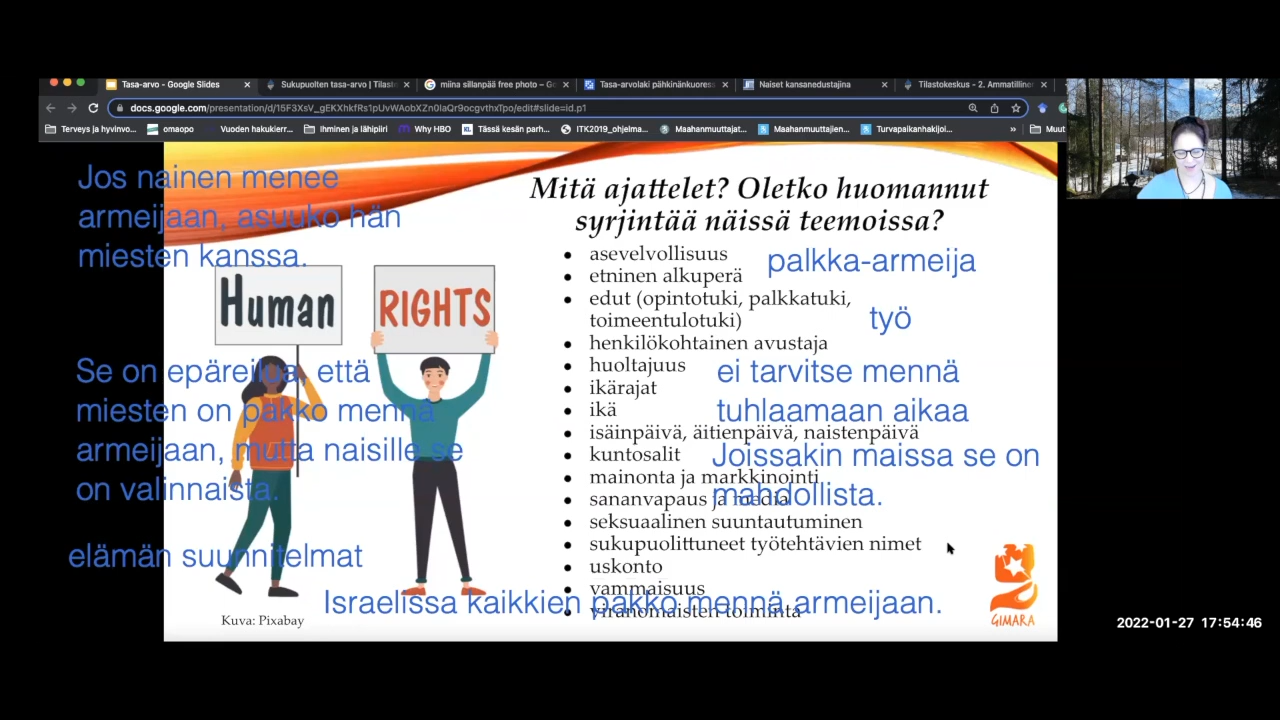 Tasa-arvo - Google Slides
Sukupuolten tasa-arvo | Tilast
miina sillanpää free photo – Go
Tasa-arvolaki pähkinänkuores
Naiset kansanedustajina
Tilastokeskus - 2. Ammatilliner
docs.google.com/presentation/d/15F3XsV_gEKXhkfRs1pUvWAobXZn0IaQr9ocgvthxTpo/edit#slide=id.p1
Terveys ja hyvinvo...
omaopo
Vuoden hakukierr...
Ihminen ja lähipiiri
Why HBO
Tässä kesän parh...
ITK2019_ohjelma...
Maahanmuuttajat...
Maahanmuuttajien...
Turvapaikanhakijoi...
»
Muut
Jos nainen menee
armeijaan, asuuko hän
miesten kanssa.
Human
RIGHTS
Se on epäreilua, että
miesten on pakko mennä
armeijaan, mutta naisille se
on valinnaista.
elämän suunnitelmat
Kuva: Pixabay
Mitä ajattelet? Oletko huomannut
syrjintää näissä teemoissa?
• asevelvollisuus
palkka-armeija
• etninen alkuperä
• edut (opintotuki, palkkatuki,
toimeentulotuki)
työ
• henkilökohtainen avustaja
• huoltajuus
ei tarvitse mennä
• ikärajat
• ikä
tuhlaamaan aikaa
• isäinpäivä, äitienpäivä, naistenpäivä
• kuntosalit
Joissakin maissa se on
• mainonta ja markkinointi
mahdollista.
• sananvapaus ja media
• seksuaalinen suuntautuminen
• sukupuolittuneet työtehtävien nimet
• uskonto
• vammaisuus
Israelissa kaikkien pakko mennä armeijaan.
• viranomaisten toiminta
GIMARA
2022-01-27 17:54:46